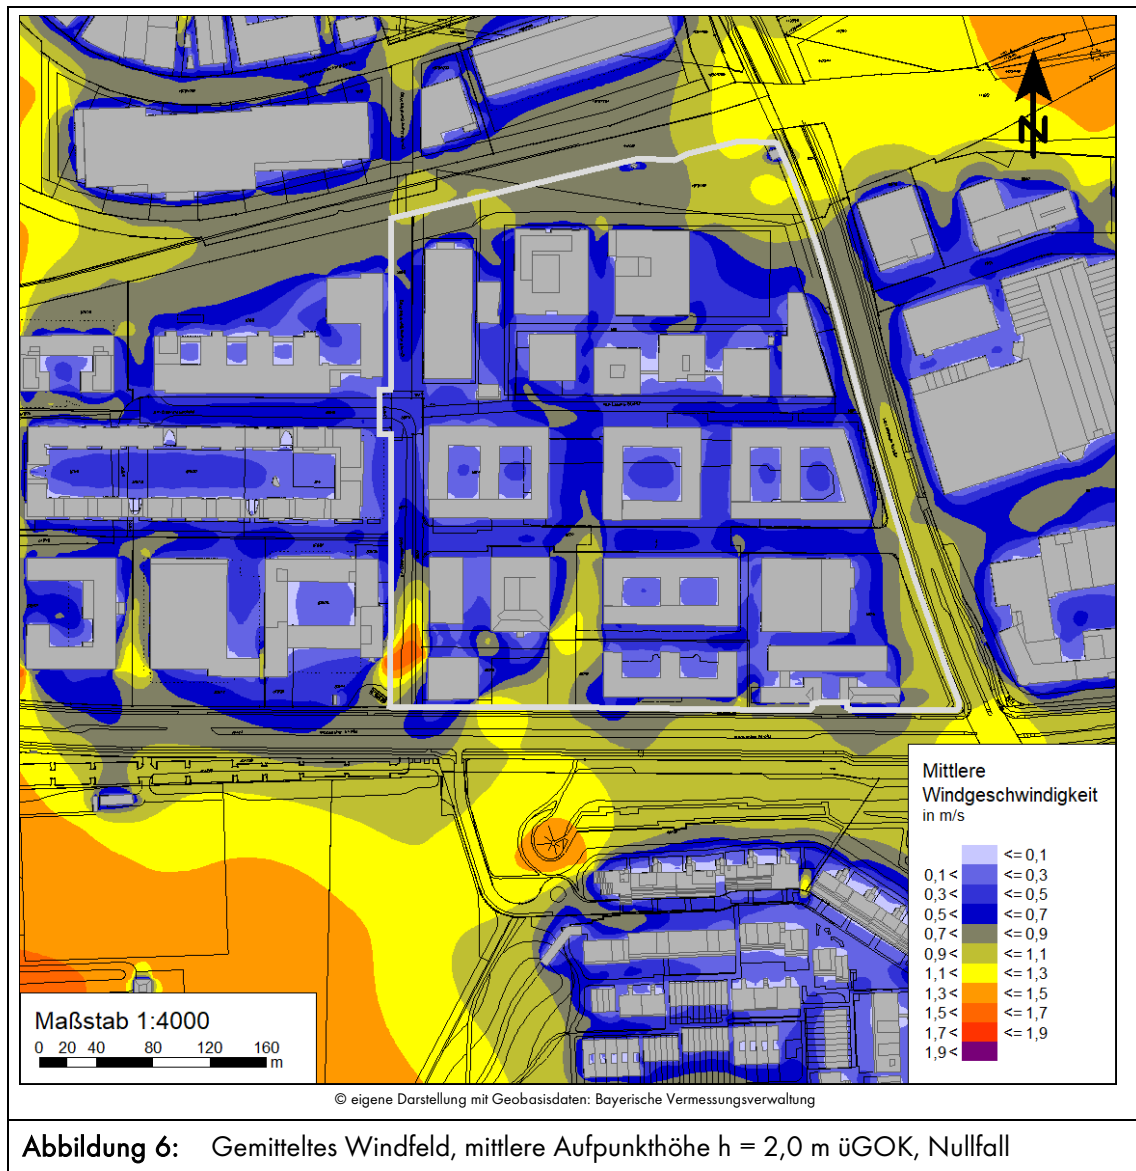 N
Mittlere
Windgeschwindigkeit
in m/s
<= 0,1
0,1< <= 0,3
0,3< <= 0,5
0,5< <= 0,7
0,7< <= 0,9
0,9< <= 1,1
1,1< <= 1,3
1,3< <= 1,5
1,5< <= 1,7
1,7< <= 1,9
1,9<
Maßstab 1:4000
0 20 40 80 120 160
m
© eigene Darstellung mit Geobasisdaten: Bayerische Vermessungsverwaltung
Abbildung 6: Gemitteltes Windfeld, mittlere Aufpunkthöhe h = 2,0 m üGOK, Nullfall